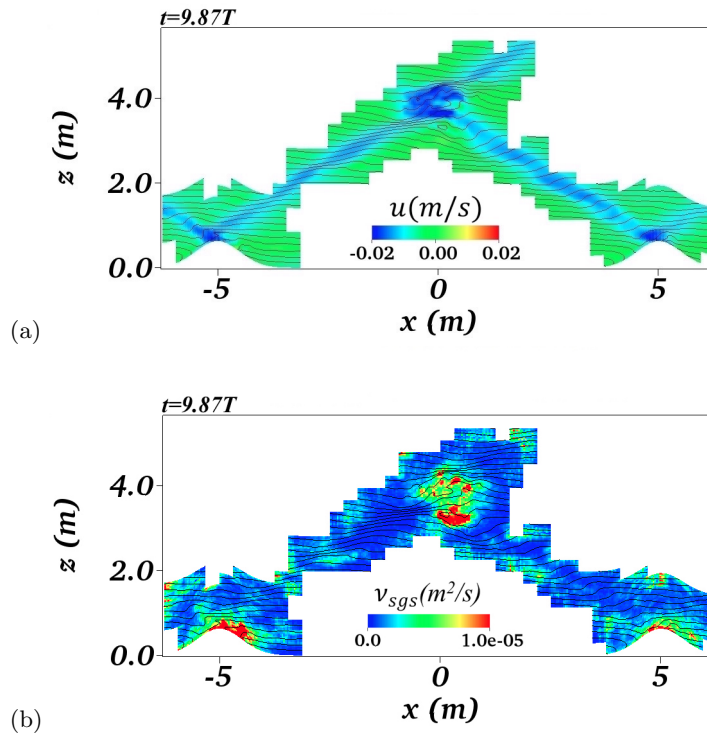 t=9.87T
4.0
2.0
0.0
z (m)
u(m/s)
-0.02 0.00 0.02
-5 0 5
x (m)
(a)
t=9.87T
4.0
2.0
0.0
z (m)
νsgs(m²/s)
0.0 1.0e-05
-5 0 5
x (m)
(b)